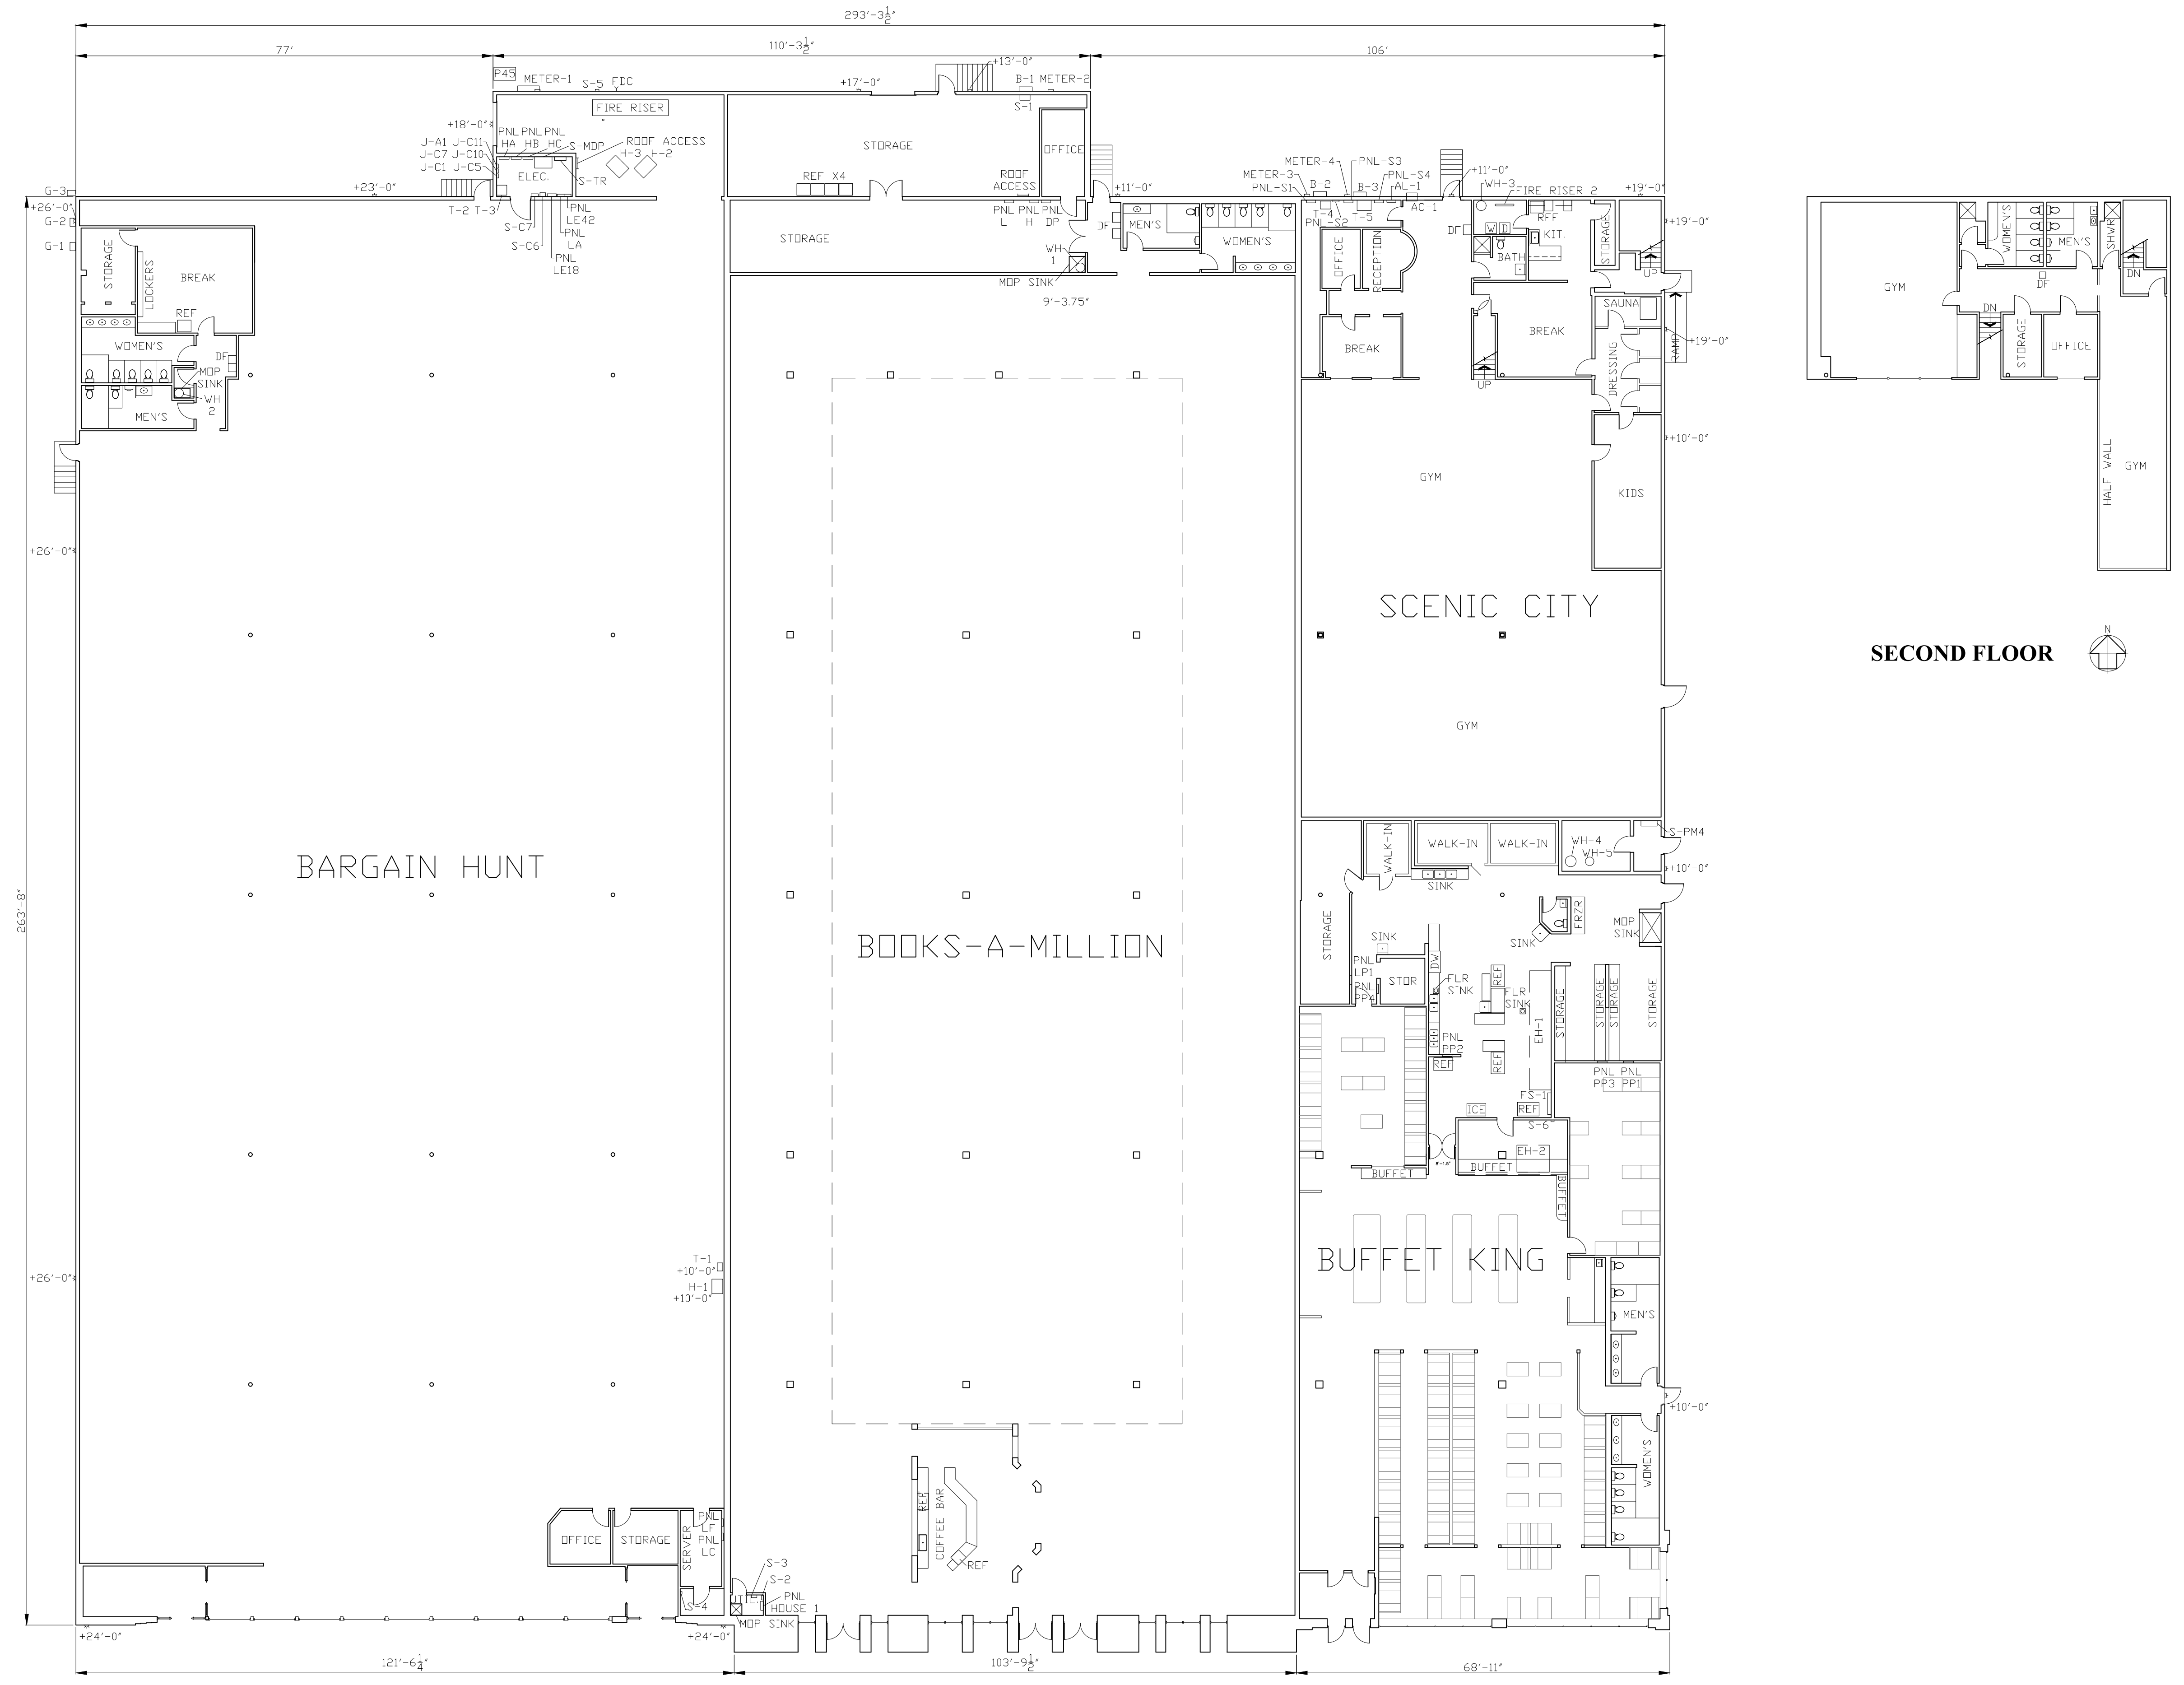 293'-3 1/2"
77'
110'-3 1/2"
106'
P45
METER-1
S-5
FDC
+17'-0"
+13'-0"
B-1
METER-2
S-1
FIRE RISER
+18'-0"
PNL PNL PNL
HA HB HC
S-MDP
ROOF ACCESS
H-3
H-2
J-A1 J-C11
J-C7 J-C10
J-C1 J-C5
ELEC.
S-TR
STORAGE
OFFICE
REF X4
ROOF
ACCESS
G-3
+23'-0"
T-2
T-3
S-C7
S-C6
PNL
LE42
PNL
LA
PNL
LE18
+26'-0"
G-2
G-1
STORAGE
LOCKERS
BREAK
REF
WOMEN'S
DF
MOP
SINK
WH
2
MEN'S
STORAGE
PNL PNL PNL
L H DP
WH
1
MOP SINK
9'-3.75"
+11'-0"
DF
MEN'S
WOMEN'S
METER-4
PNL-S3
METER-3
B-2
PNL-S4
PNL-S1
B-3
AL-1
T-4
T-5
PNL-S2
AC-1
+11'-0"
WH-3
FIRE RISER 2
+19'-0"
+19'-0"
OFFICE
RECEPTION
DF
W
D
BATH
REF
KIT.
STORAGE
UP
BREAK
UP
BREAK
SAUNA
DRESSING
RAMP
+19'-0"
+10'-0"
KIDS
GYM
SCENIC CITY
GYM
GYM
WOMEN'S
MEN'S
SHWR
DN
DF
DN
STORAGE
OFFICE
HALF WALL
GYM
SECOND FLOOR
N
+26'-0"
263'-8"
BARGAIN HUNT
BOOKS-A-MILLION
+26'-0"
T-1
+10'-0"
H-1
+10'-0"
WALK-IN
WALK-IN
WALK-IN
WH-4
WH-5
S-PM4
+10'-0"
SINK
STORAGE
SINK
FRZR
SINK
MOP
SINK
PNL
LP1
PNL
PP4
STOR
DW
FLR
SINK
REF
FLR
SINK
EH-1
STORAGE
STORAGE
STORAGE
STORAGE
PNL
PP2
REF
REF
PNL PNL
PP3 PP1
FS-1
ICE
REF
S-6
EH-2
BUFFET
8'-1.5"
BUFFET
BUFFET
BUFFET KING
MEN'S
+10'-0"
WOMEN'S
OFFICE
STORAGE
SERVER
PNL
LF
PNL
LC
S-4
S-3
S-2
UTIL.
PNL
HOUSE 1
MOP SINK
REF
COFFEE BAR
REF
+24'-0"
+24'-0"
121'-6 1/4"
103'-9 1/2"
68'-11"